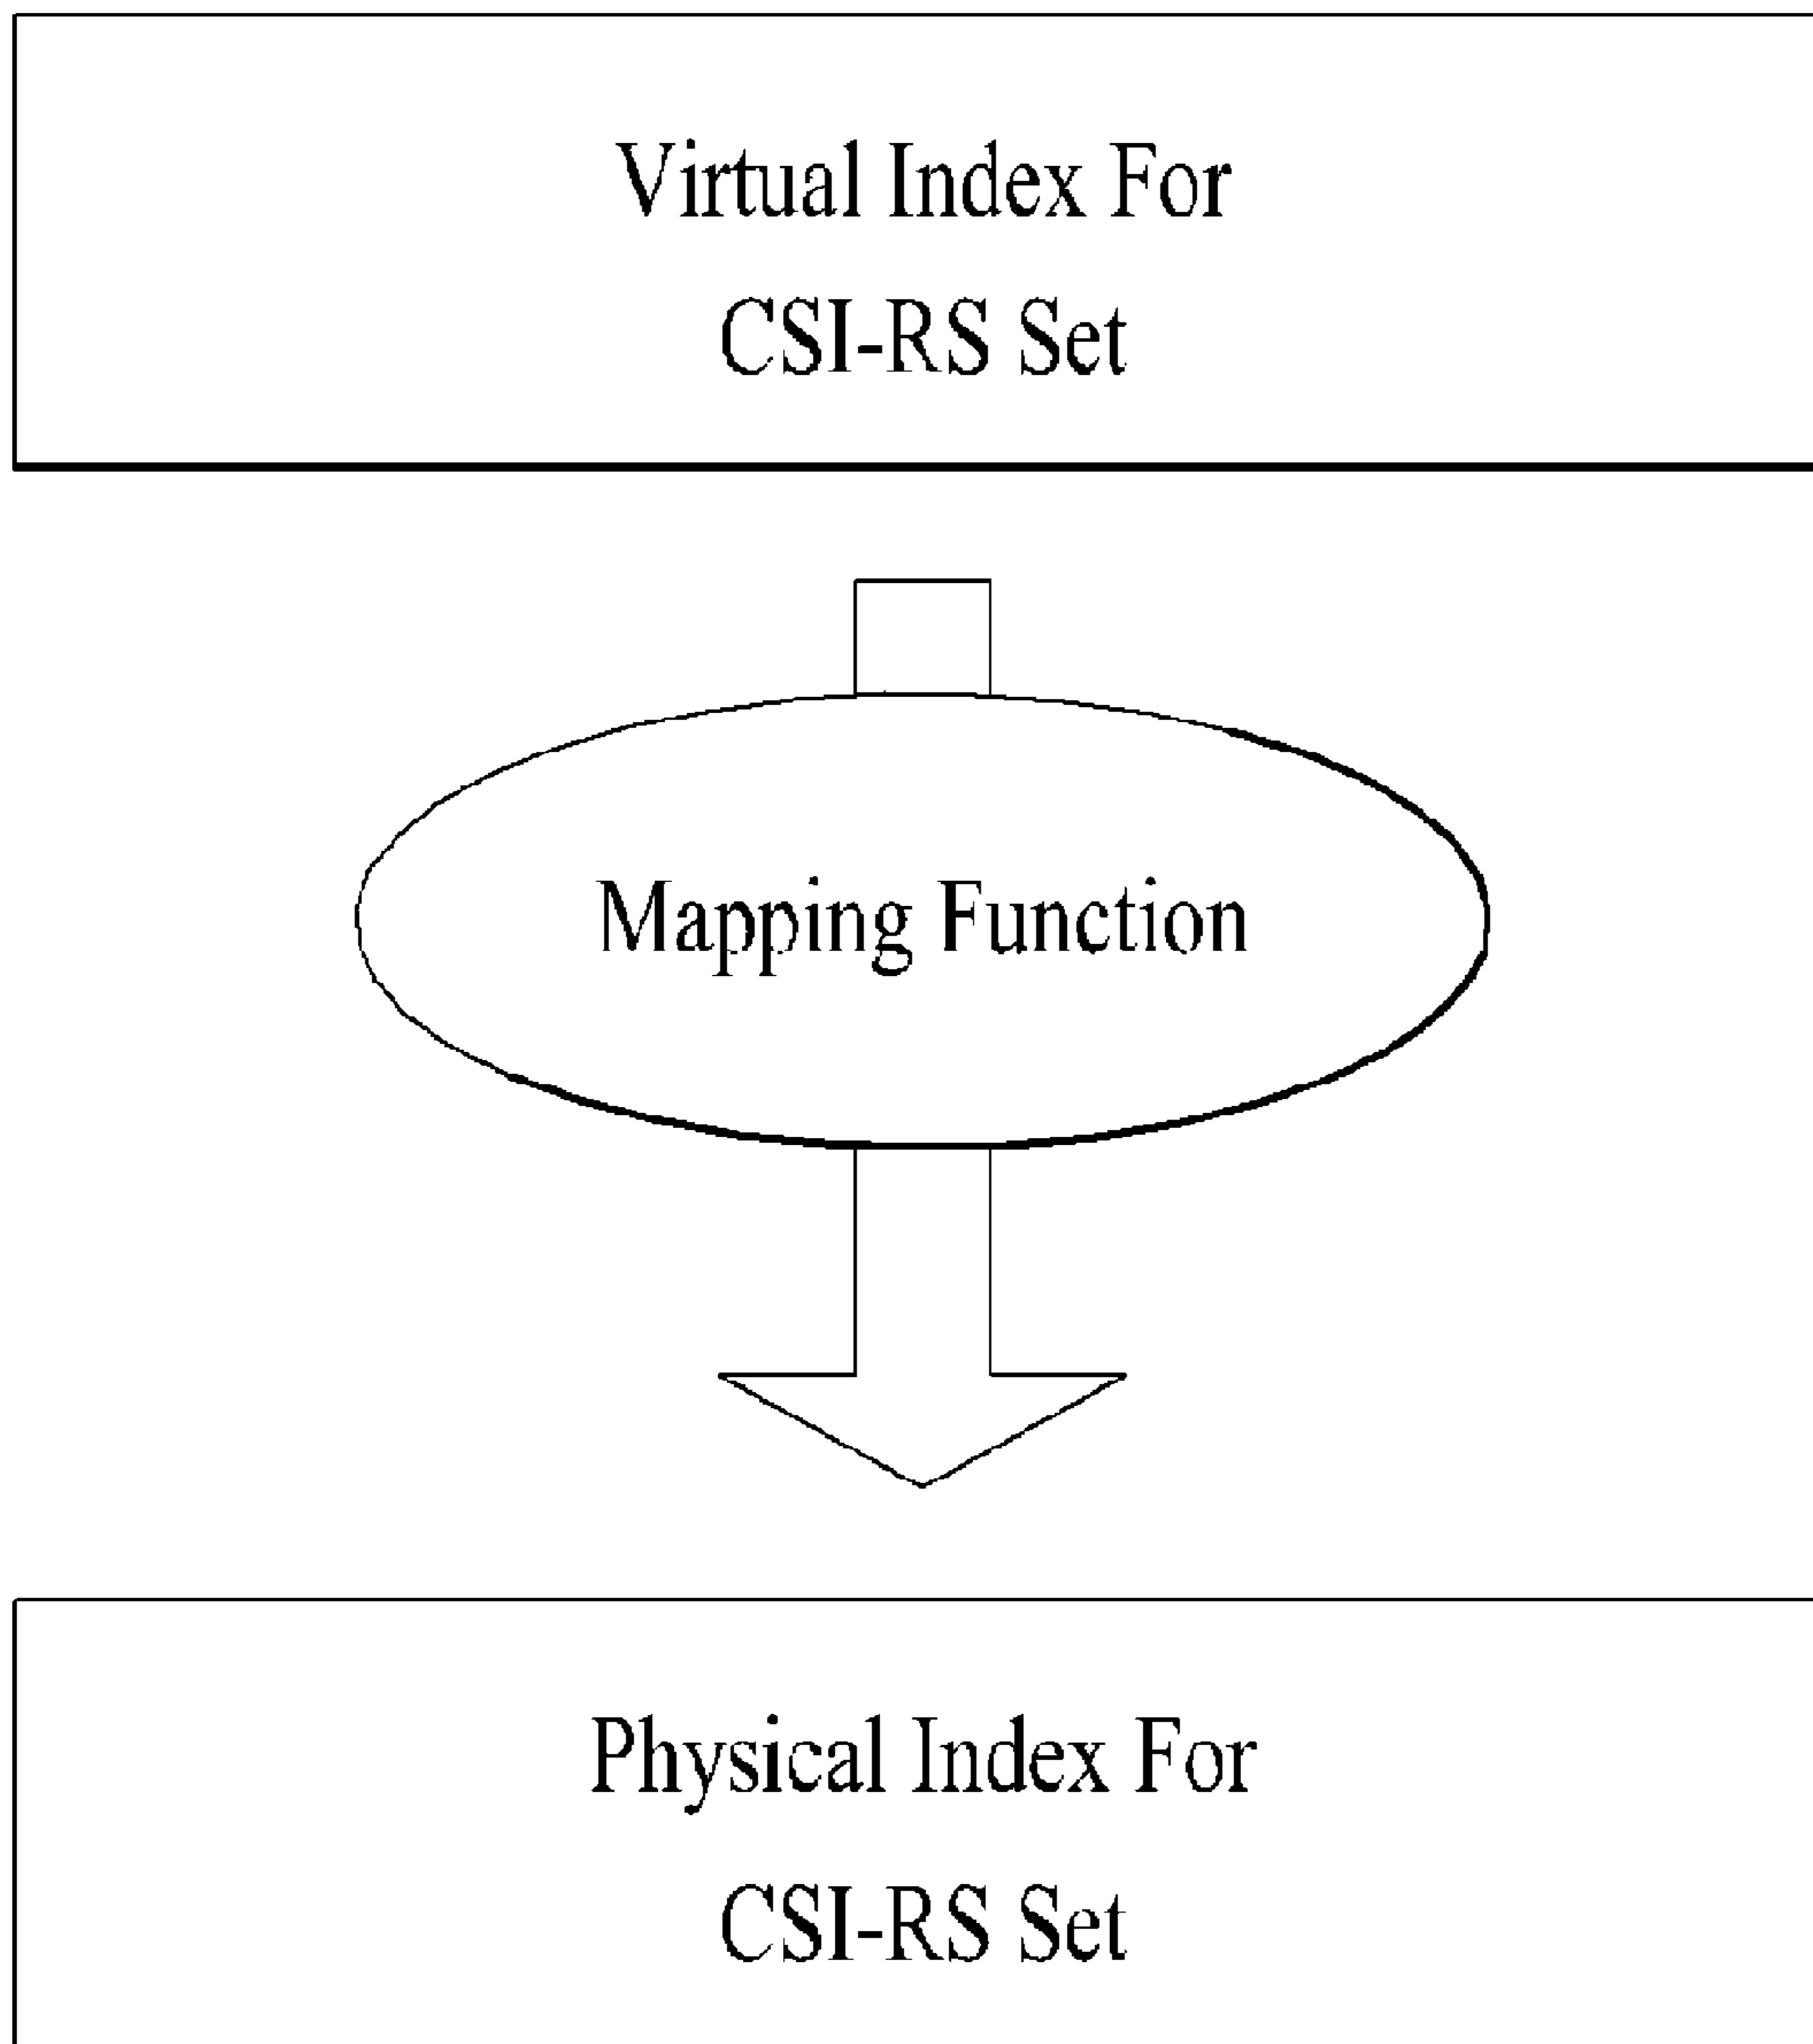 Virtual Index For
CSI-RS Set
Mapping Function
Physical Index For
CSI-RS Set